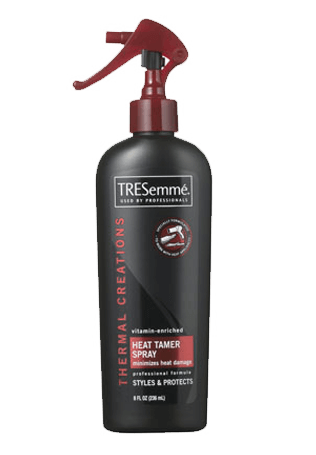 TRESemmé.
USED BY PROFESSIONALS
THERMAL CREATIONS
vitamin-enriched
HEAT TAMER
SPRAY
minimizes heat damage
professional formula
STYLES & PROTECTS
8 FL OZ (236 mL)